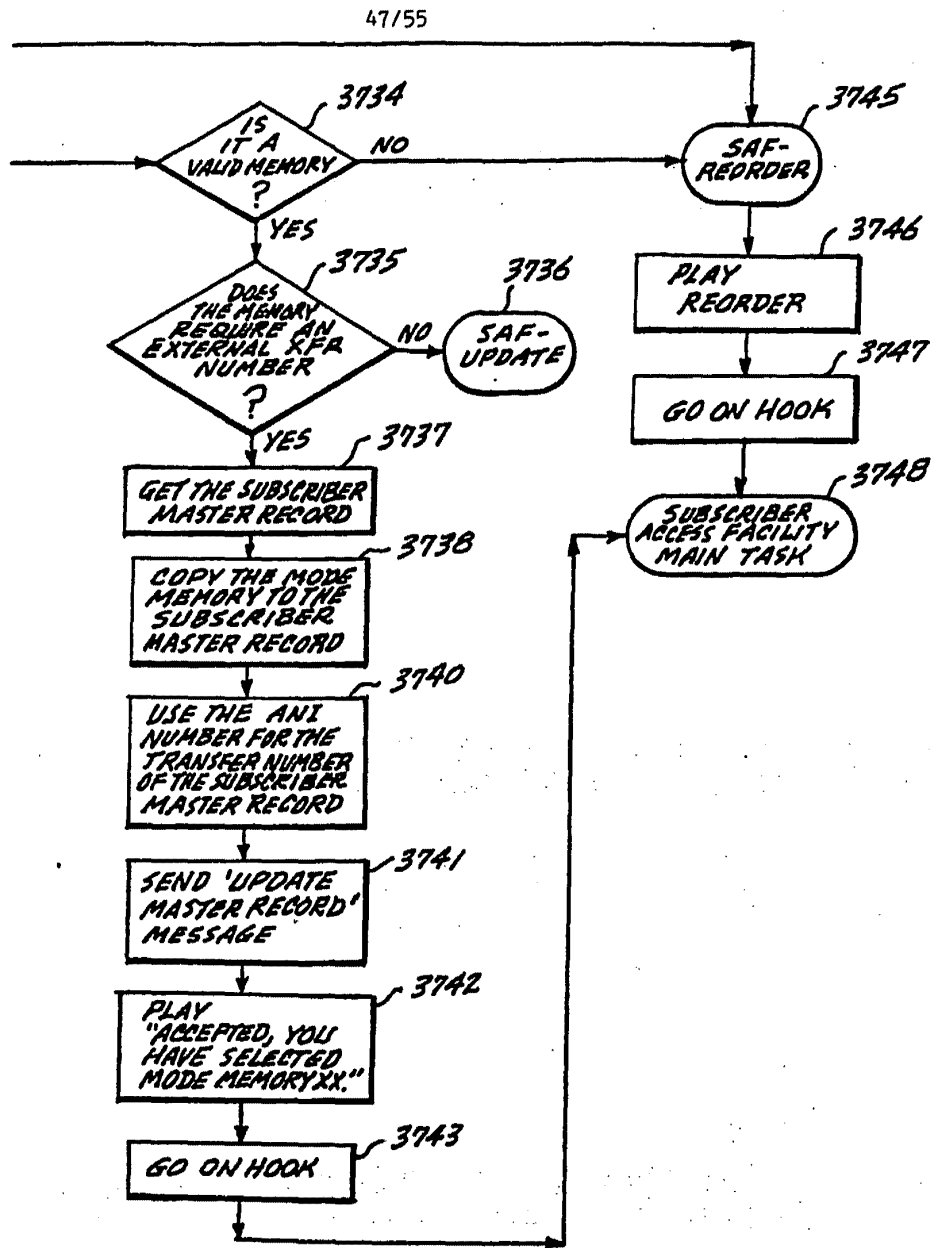 47/55
3734
IS
IT A
VALID MEMORY
?
NO
YES
3745
SAF-
REORDER
3746
PLAY
REORDER
3747
GO ON HOOK
3748
SUBSCRIBER
ACCESS FACILITY
MAIN TASK
3735
DOES
THE MEMORY
REQUIRE AN
EXTERNAL XFR
NUMBER
?
NO
YES
3736
SAF-
UPDATE
3737
GET THE SUBSCRIBER
MASTER RECORD
3738
COPY THE MODE
MEMORY TO THE
SUBSCRIBER
MASTER RECORD
3740
USE THE ANI
NUMBER FOR THE
TRANSFER NUMBER
OF THE SUBSCRIBER
MASTER RECORD
3741
SEND 'UPDATE
MASTER RECORD'
MESSAGE
3742
PLAY
"ACCEPTED, YOU
HAVE SELECTED
MODE MEMORY XX."
3743
GO ON HOOK